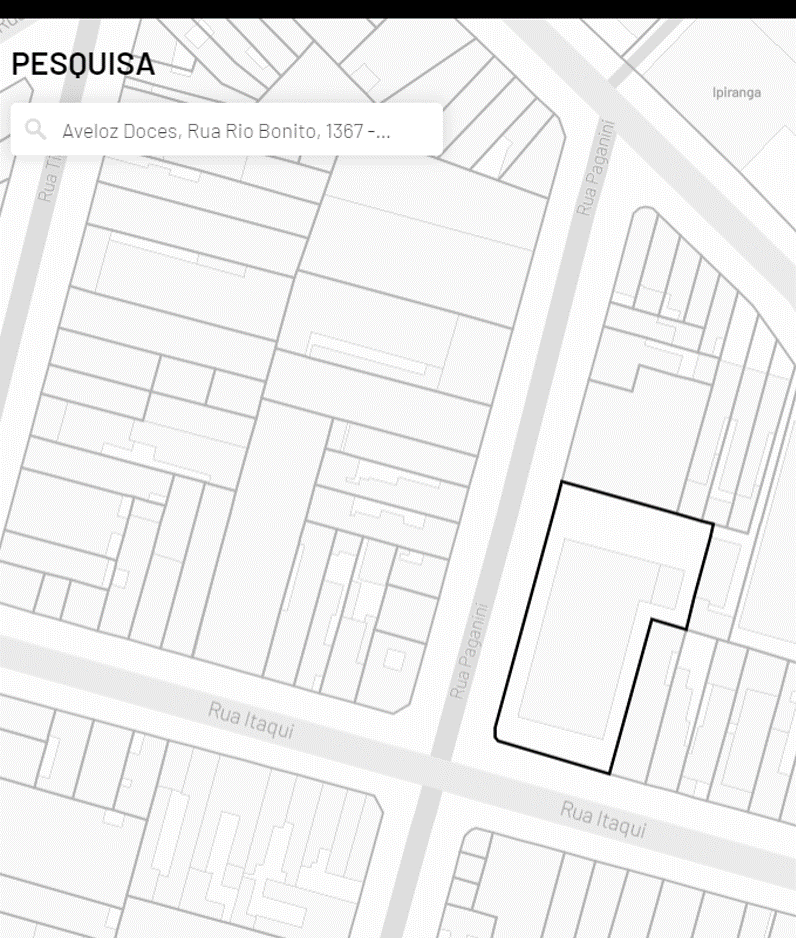 PESQUISA
Ipiranga
Aveloz Doces, Rua Rio Bonito, 1367 -...
Rua Paganini
Rua Paganini
Rua Itaqui
Rua Itaqui